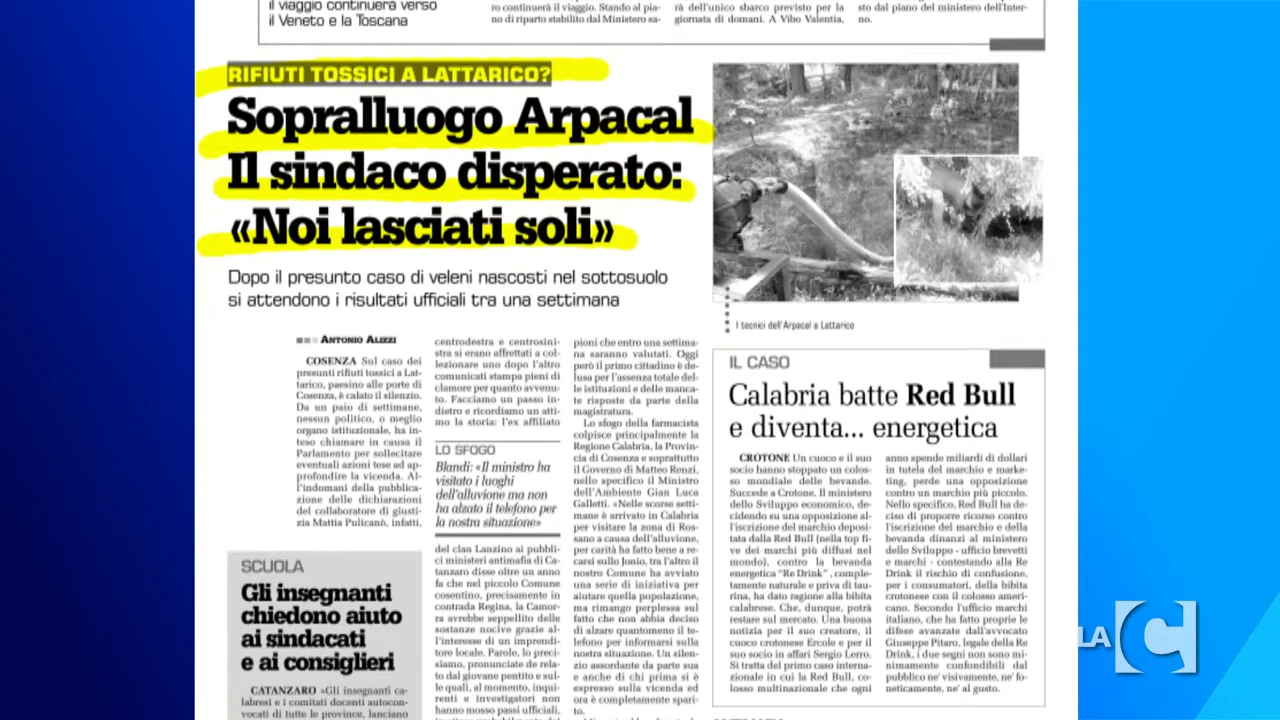 il viaggio continuerà verso
il Veneto e la Toscana
ro continuerà il viaggio. Stando al pia-
no di riparto stabilito dal Ministero sa-
rà dell'unico sbarco previsto per la
giornata di domani. A Vibo Valentia,
sto dal piano del ministero dell'Inter-
no.
RIFIUTI TOSSICI A LATTARICO?
Sopralluogo Arpacal
Il sindaco disperato:
«Noi lasciati soli»
Dopo il presunto caso di veleni nascosti nel sottosuolo
si attendono i risultati ufficiali tra una settimana
I tecnici dell'Arpacal a Lattarico
ANTONIO ALIZZI
COSENZA Sul caso dei
presunti rifiuti tossici a Lat-
tarico, paesino alle porte di
Cosenza, è calato il silenzio.
Da un paio di settimane,
nessun politico, o meglio
organo istituzionale, ha in-
teso chiamare in causa il
Parlamento per sollecitare
eventuali azioni tese ad ap-
profondire la vicenda. Al-
l'indomani della pubblica-
zione delle dichiarazioni
del collaboratore di giusti-
zia Mattia Pulicanò, infatti,
centrodestra e centrosini-
stra si erano affrettati a col-
lezionare uno dopo l'altro
comunicati stampa pieni di
clamore per quanto avvenu-
to. Facciamo un passo in-
dietro e ricordiamo un atti-
mo la storia: l'ex affiliato
LO SFOGO
Blandi: «Il ministro ha
visitato i luoghi
dell'alluvione ma non
ha alzato il telefono per
la nostra situazione»
del clan Lanzino ai pubbli-
ci ministeri antimafia di Ca-
tanzaro disse oltre un anno
fa che nel piccolo Comune
cosentino, precisamente in
contrada Regina, la Camor-
ra avrebbe seppellito delle
sostanze nocive grazie al-
l'interesse di un imprendi-
tore locale. Parole, lo preci-
siamo, pronunciate de rela-
to dal giovane pentito e sul-
le quali, al momento, inqui-
renti e investigatori non
hanno mosso passi ufficiali,
pioni che entro una settima-
na saranno valutati. Oggi
però il primo cittadino è de-
lusa per l'assenza totale del-
le istituzioni e delle manca-
te risposte da parte della
magistratura.
Lo sfogo della farmacista
colpisce principalmente la
Regione Calabria, la Provin-
cia di Cosenza e soprattutto
il Governo di Matteo Renzi,
nello specifico il Ministro
dell'Ambiente Gian Luca
Galletti. «Nelle scorse setti-
mane è arrivato in Calabria
per visitare la zona di Ros-
sano a causa dell'alluvione,
per carità ha fatto bene a re-
carsi sullo Jonio, tra l'altro il
nostro Comune ha avviato
una serie di iniziativa per
aiutare quella popolazione,
ma rimango perplessa sul
fatto che non abbia deciso
di alzare quantomeno il te-
lefono per informarsi sulla
nostra situazione. Un silen-
zio assordante da parte sua
e anche di chi prima si è
espresso sulla vicenda ed
ora è completamente spari-
to.
SCUOLA
Gli insegnanti
chiedono aiuto
ai sindacati
e ai consiglieri
CATANZARO «Gli insegnanti ca-
labresi e i comitati docenti autocon-
vocati di tutte le province, lanciano
IL CASO
Calabria batte Red Bull
e diventa... energetica
CROTONE Un cuoco e il suo
socio hanno stoppato un colos-
so mondiale delle bevande.
Succede a Crotone. Il ministero
dello Sviluppo economico, de-
cidendo su una opposizione al-
l'iscrizione del marchio deposi-
tata dalla Red Bull (nella top fi-
ve dei marchi più diffusi nel
mondo), contro la bevanda
energetica "Re Drink" , comple-
tamente naturale e priva di tau-
rina, ha dato ragione alla bibita
calabrese. Che, dunque, potrà
restare sul mercato. Una buona
notizia per il suo creatore, il
cuoco crotonese Ercole e per il
suo socio in affari Sergio Lerro.
Si tratta del primo caso interna-
zionale in cui la Red Bull, co-
losso multinazionale che ogni
anno spende miliardi di dollari
in tutela del marchio e marke-
ting, perde una opposizione
contro un marchio più piccolo.
Nello specifico, Red Bull ha de-
ciso di proporre ricorso contro
l'iscrizione del marchio e della
bevanda dinanzi al ministero
dello Sviluppo - ufficio brevetti
e marchi - contestando alla Re
Drink il rischio di confusione,
per i consumatori, della bibita
crotonese con il colosso ameri-
cano. Secondo l'ufficio marchi
italiano, che ha fatto proprie le
difese avanzate dall'avvocato
Giuseppe Pitaro, legale della Re
Drink, i due segni non sono mi-
nimamente confondibili dal
pubblico ne' visivamente, ne' fo-
neticamente, ne' al gusto.
LA C